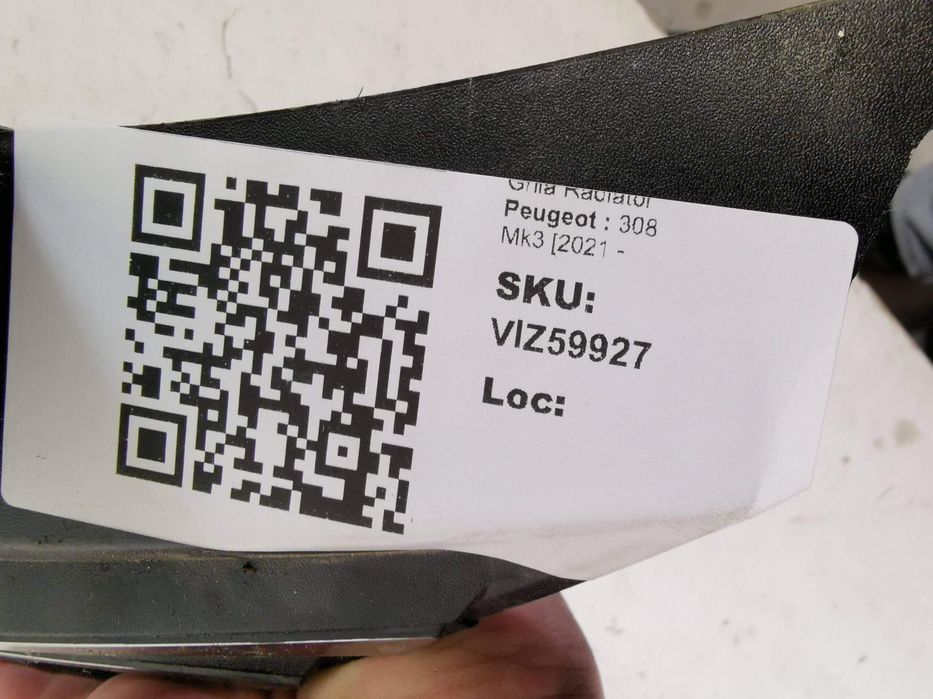 Grila Radiator
Peugeot : 308
Mk3 [2021 -
SKU:
VIZ59927
Loc: